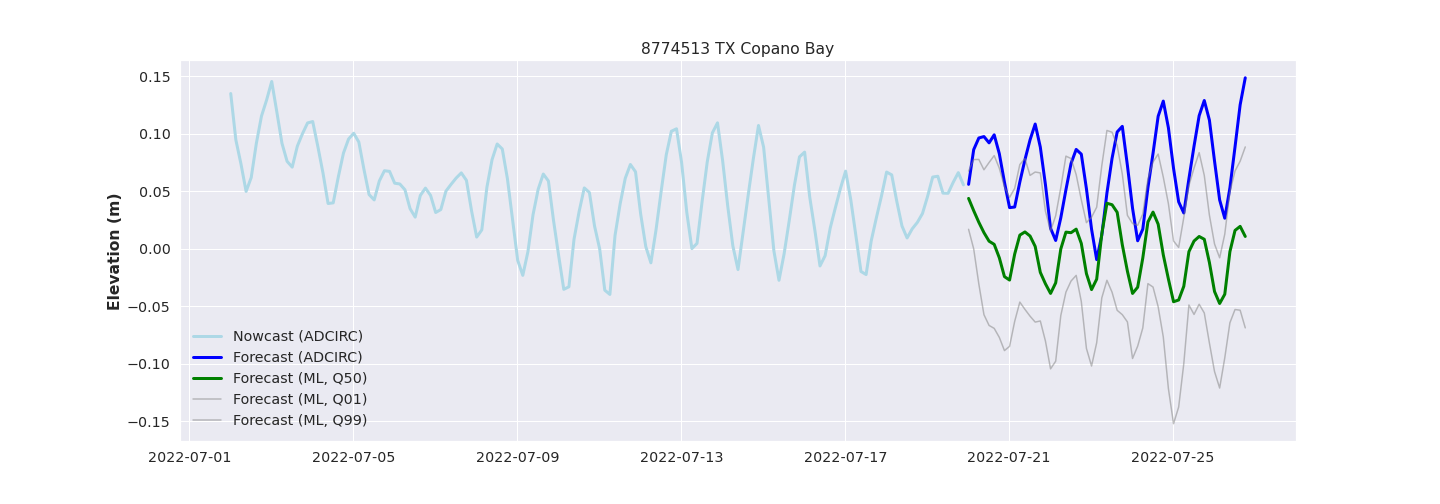 8774513 TX Copano Bay
Elevation (m)
0.15
0.10
0.05
0.00
−0.05
−0.10
−0.15
Nowcast (ADCIRC)
Forecast (ADCIRC)
Forecast (ML, Q50)
Forecast (ML, Q01)
Forecast (ML, Q99)
2022-07-01 2022-07-05 2022-07-09 2022-07-13 2022-07-17 2022-07-21 2022-07-25